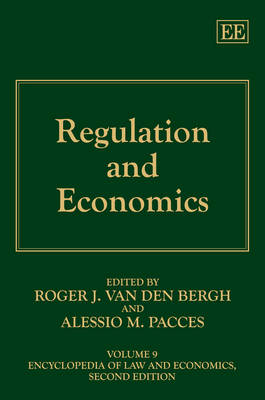 EE
Regulation
and
Economics
EDITED BY
ROGER J. VAN DEN BERGH
AND
ALESSIO M. PACCES
VOLUME 9
ENCYCLOPEDIA OF LAW AND ECONOMICS,
SECOND EDITION